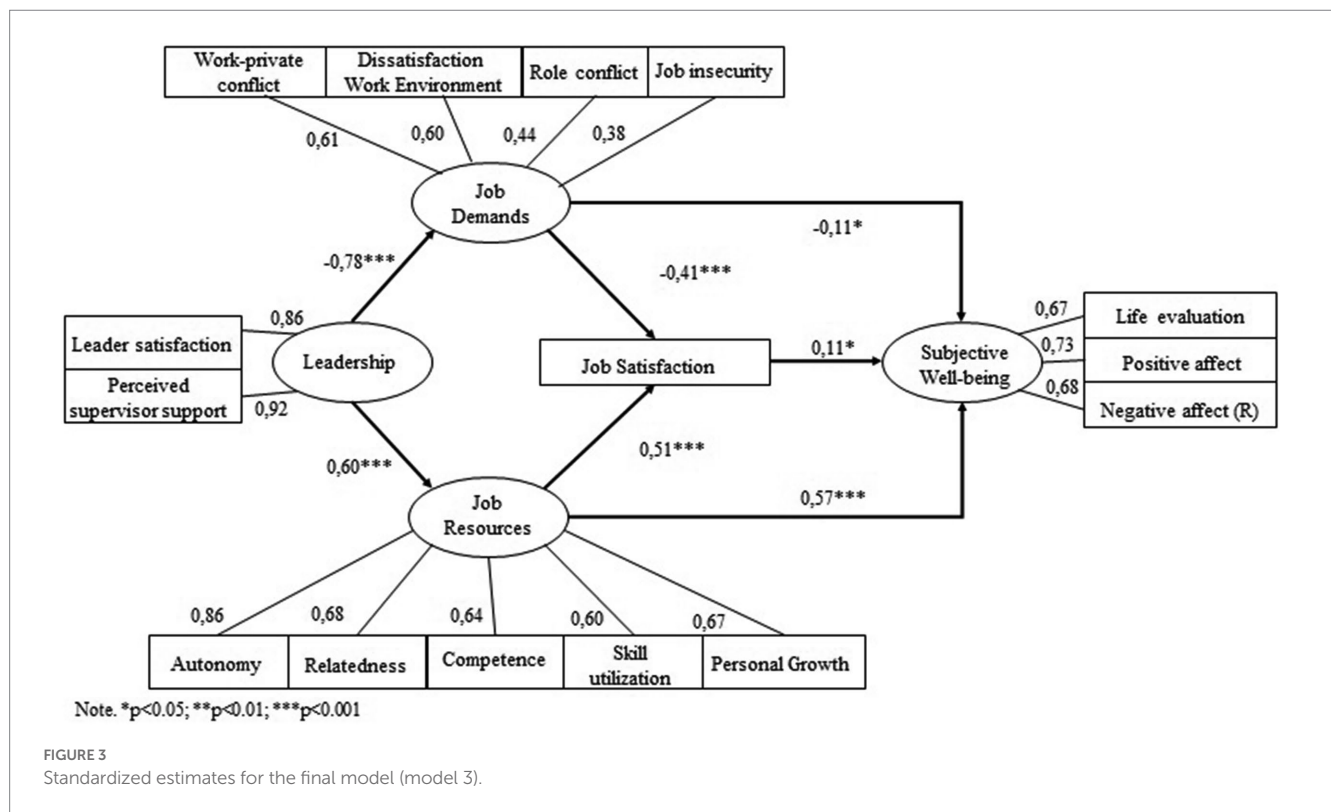 Work-private
conflict
Dissatisfaction
Work Environment
Role conflict
Job insecurity
0,61
0,60
0,44
0,38
Job
Demands
-0,11*
-0,78***
-0,41***
0,86
Leader satisfaction
Perceived
supervisor support
0,92
Leadership
Job Satisfaction
0,11*
Subjective
Well-being
0,67
Life evaluation
0,73
Positive affect
0,68
Negative affect (R)
0,60***
0,51***
0,57***
Job
Resources
0,86
0,68
0,64
0,60
0,67
Autonomy
Relatedness
Competence
Skill
utilization
Personal Growth
Note. *p<0.05; **p<0.01; ***p<0.001
FIGURE 3
Standardized estimates for the final model (model 3).